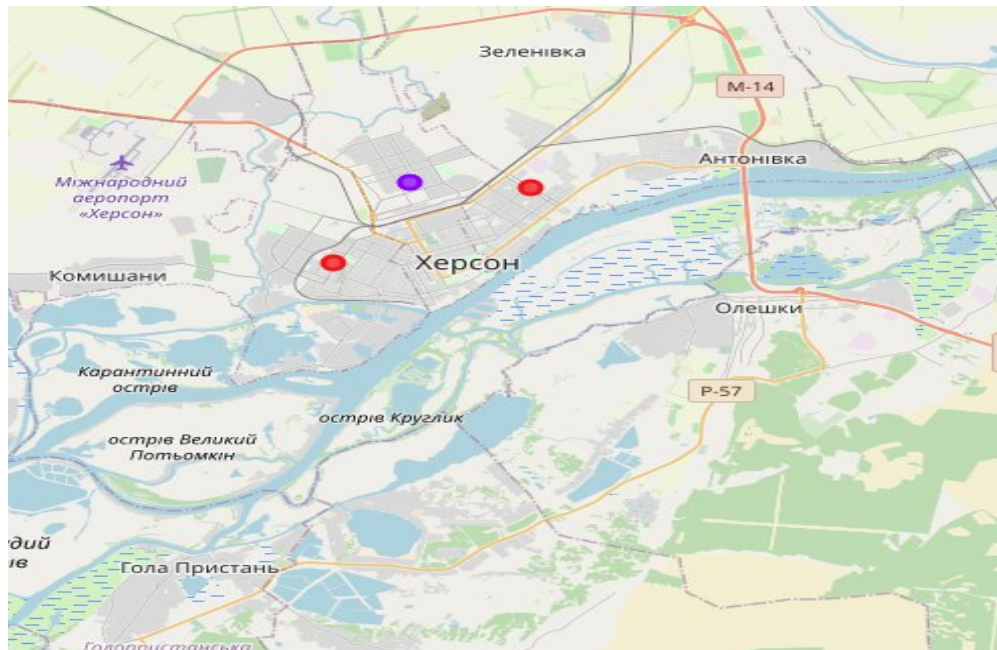 Зеленівка
М-14
Антонівка
Міжнародний
аеропорт
«Херсон»
Херсон
Комишани
Олешки
Карантинний
острів
Р-57
острів Круглик
острів Великий
Потьомкін
Гола Пристань